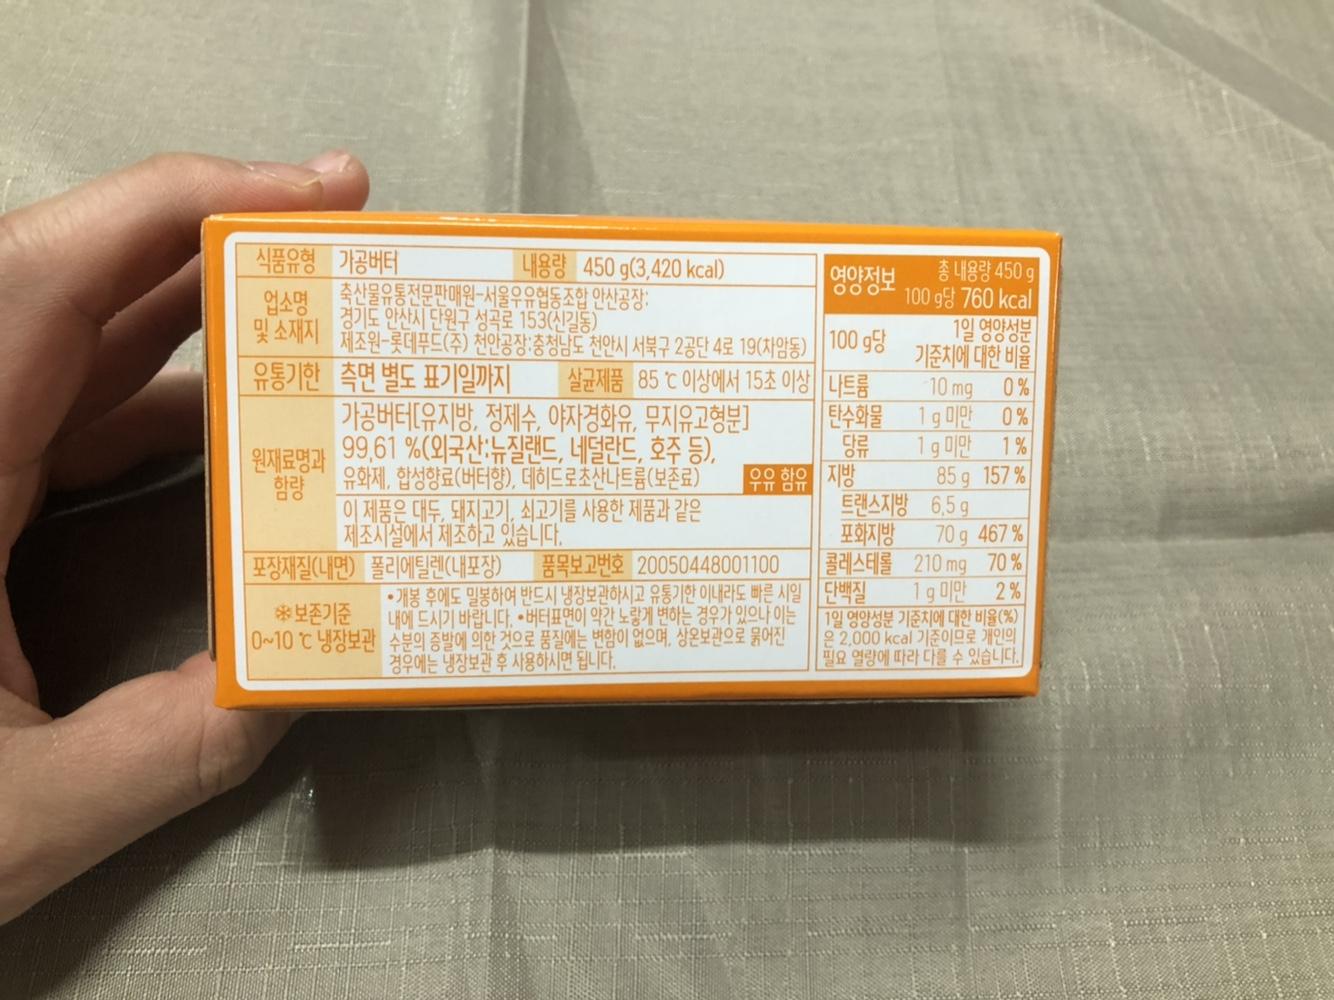 식품유형 가공버터 내용량 450 g(3,420 kcal)
업소명 및 소재지
축산물유통전문판매원-서울우유협동조합 안산공장:
경기도 안산시 단원구 성곡로 153(신길동)
제조원-롯데푸드(주) 천안공장:충청남도 천안시 서북구 2공단 4로 19(차암동)
유통기한 측면 별도 표기일까지 살균제품 85 ℃ 이상에서 15초 이상
원재료명과 함량
가공버터[유지방, 정제수, 야자경화유, 무지유고형분]
99.61 %(외국산:뉴질랜드, 네덜란드, 호주 등),
유화제, 합성향료(버터향), 데히드로초산나트륨(보존료) 우유 함유
이 제품은 대두, 돼지고기, 쇠고기를 사용한 제품과 같은
제조시설에서 제조하고 있습니다.
포장재질(내면) 폴리에틸렌(내포장) 품목보고번호 20050448001100
보존기준
0~10 ℃ 냉장보관
•개봉 후에도 밀봉하여 반드시 냉장보관하시고 유통기한 이내라도 빠른 시일
내에 드시기 바랍니다. •버터표면이 약간 노랗게 변하는 경우가 있으나 이는
수분의 증발에 의한 것으로 품질에는 변함이 없으며, 상온보관으로 묽어진
경우에는 냉장보관 후 사용하시면 됩니다.
영양정보 총 내용량 450 g
100 g당 760 kcal
100 g당 1일 영양성분
기준치에 대한 비율
나트륨 10 mg 0 %
탄수화물 1 g 미만 0 %
당류 1 g 미만 1 %
지방 85 g 157 %
트랜스지방 6.5 g
포화지방 70 g 467 %
콜레스테롤 210 mg 70 %
단백질 1 g 미만 2 %
1일 영양성분 기준치에 대한 비율(%)
은 2,000 kcal 기준이므로 개인의
필요 열량에 따라 다를 수 있습니다.